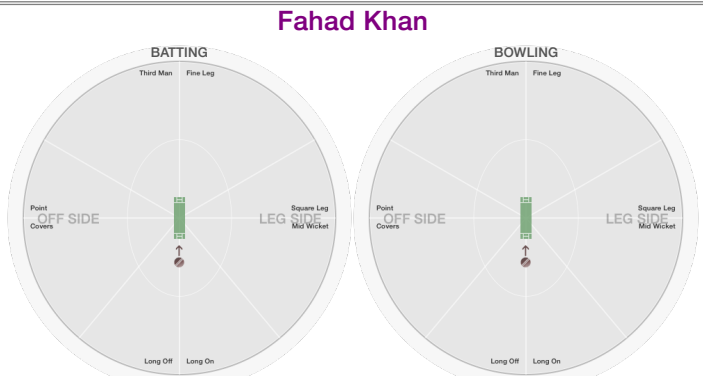 Fahad Khan
BATTING
Third Man Fine Leg
Point
OFF SIDE
Covers
Square Leg
LEG SIDE
Mid Wicket
Long Off Long On
BOWLING
Third Man Fine Leg
Point
OFF SIDE
Covers
Square Leg
LEG SIDE
Mid Wicket
Long Off Long On